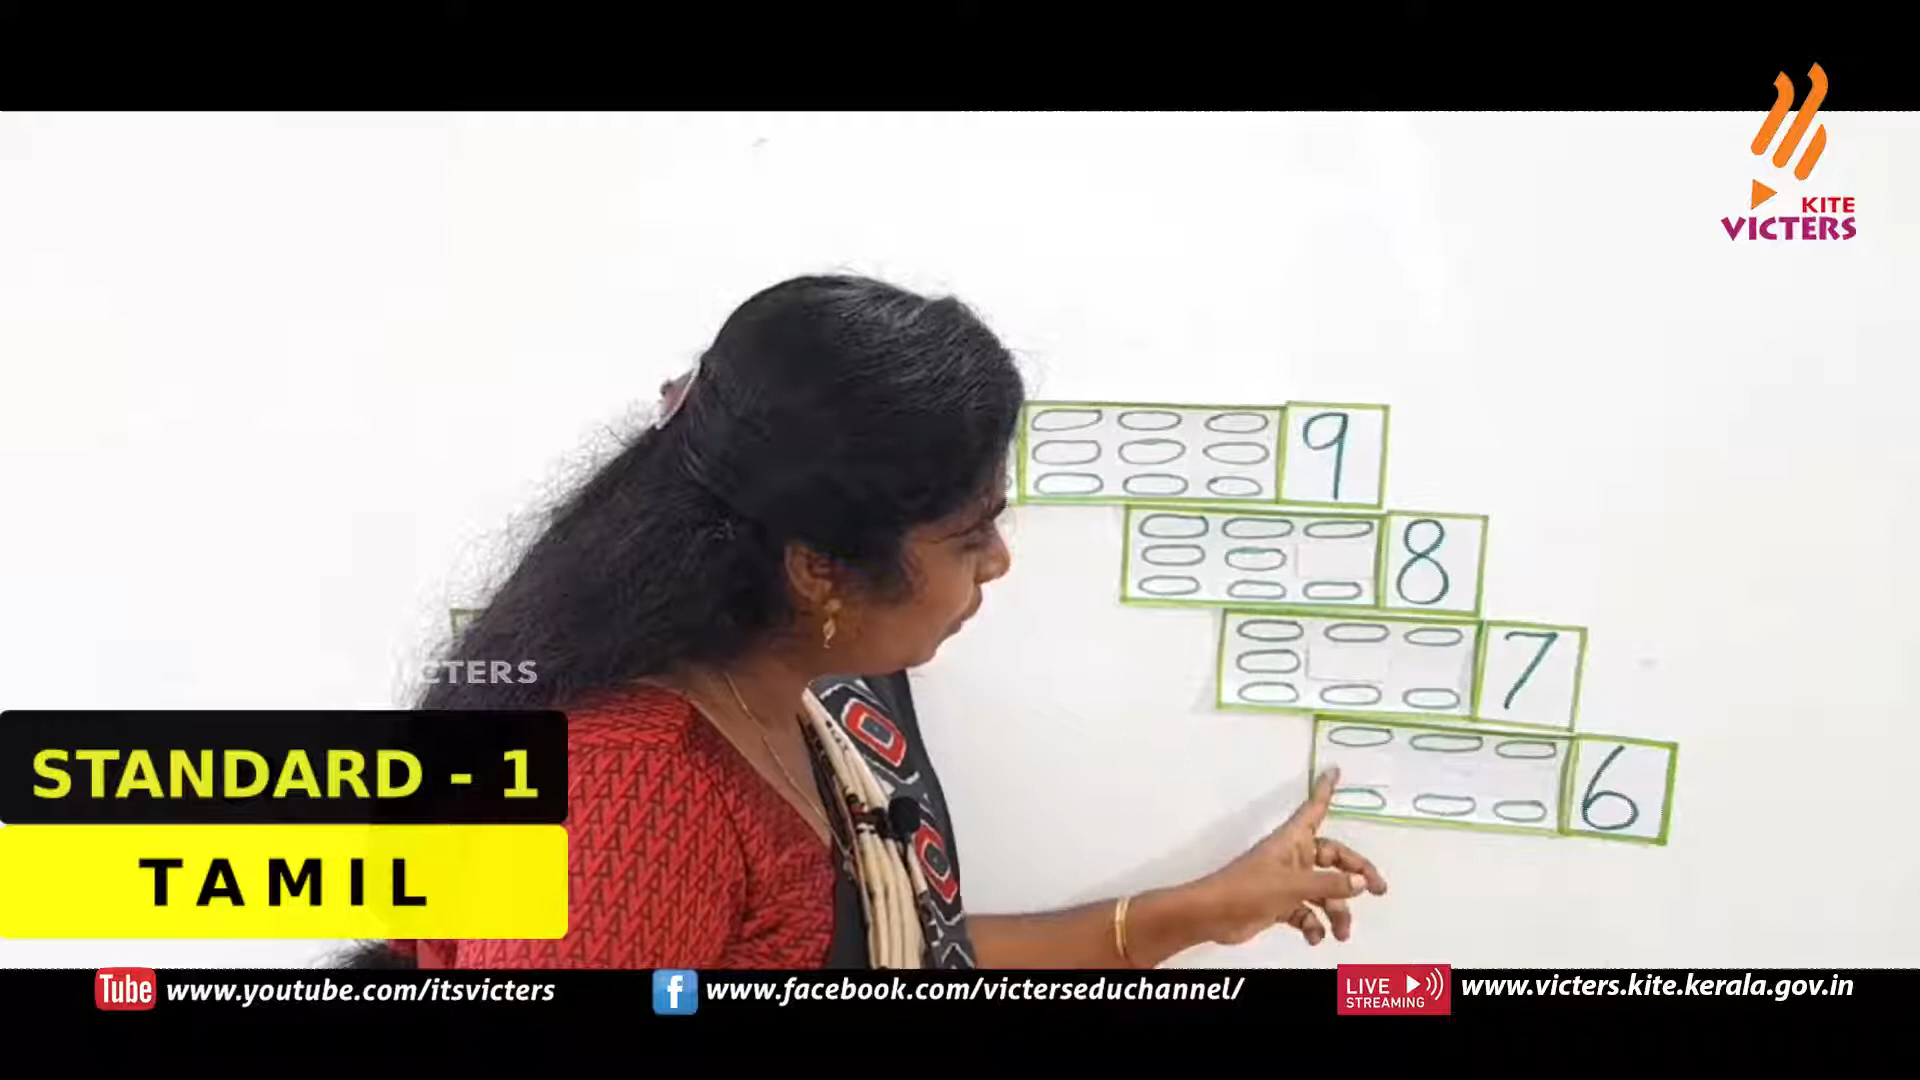 KITE
VICTERS
9
8
7
6
CTERS
STANDARD - 1
TAMIL
Tube www.youtube.com/itsvicters
f www.facebook.com/victerseduchannel/
LIVE STREAMING www.victers.kite.kerala.gov.in